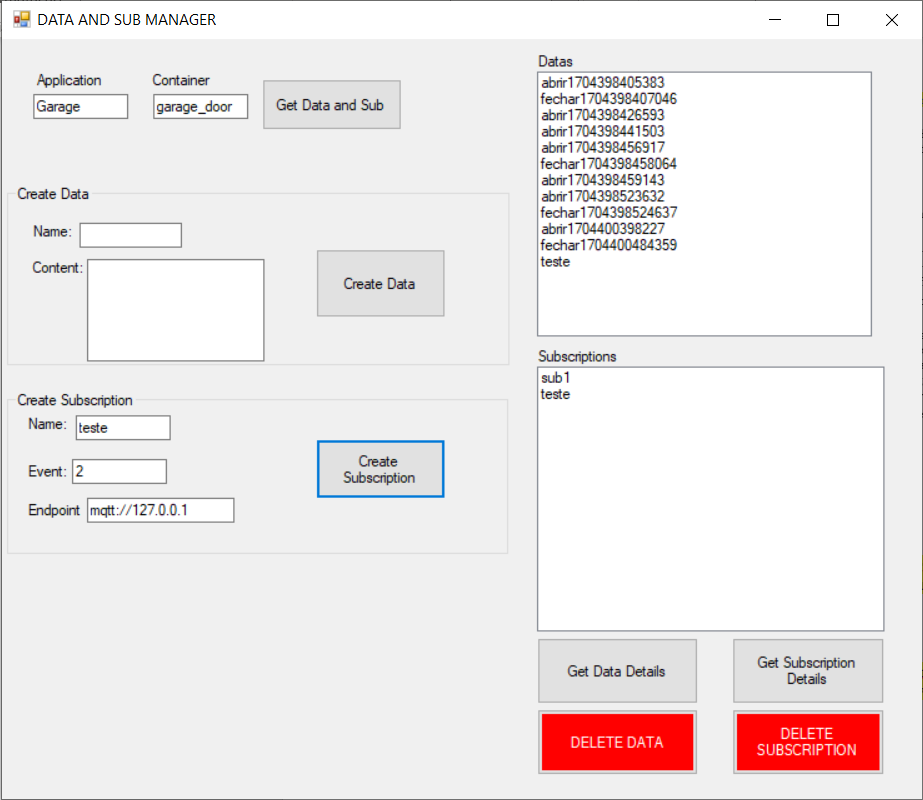 DATA AND SUB MANAGER
Application
Container
Garage
garage_door
Get Data and Sub
Create Data
Name:
Content:
Create Data
Create Subscription
Name:
teste
Event:
2
Endpoint
mqtt://127.0.0.1
Create
Subscription
Datas
abrir1704398405383
fechar1704398407046
abrir1704398426593
abrir1704398441503
abrir1704398456917
fechar1704398458064
abrir1704398459143
abrir1704398523632
fechar1704398524637
abrir1704400398227
fechar1704400484359
teste
Subscriptions
sub1
teste
Get Data Details
Get Subscription
Details
DELETE DATA
DELETE
SUBSCRIPTION